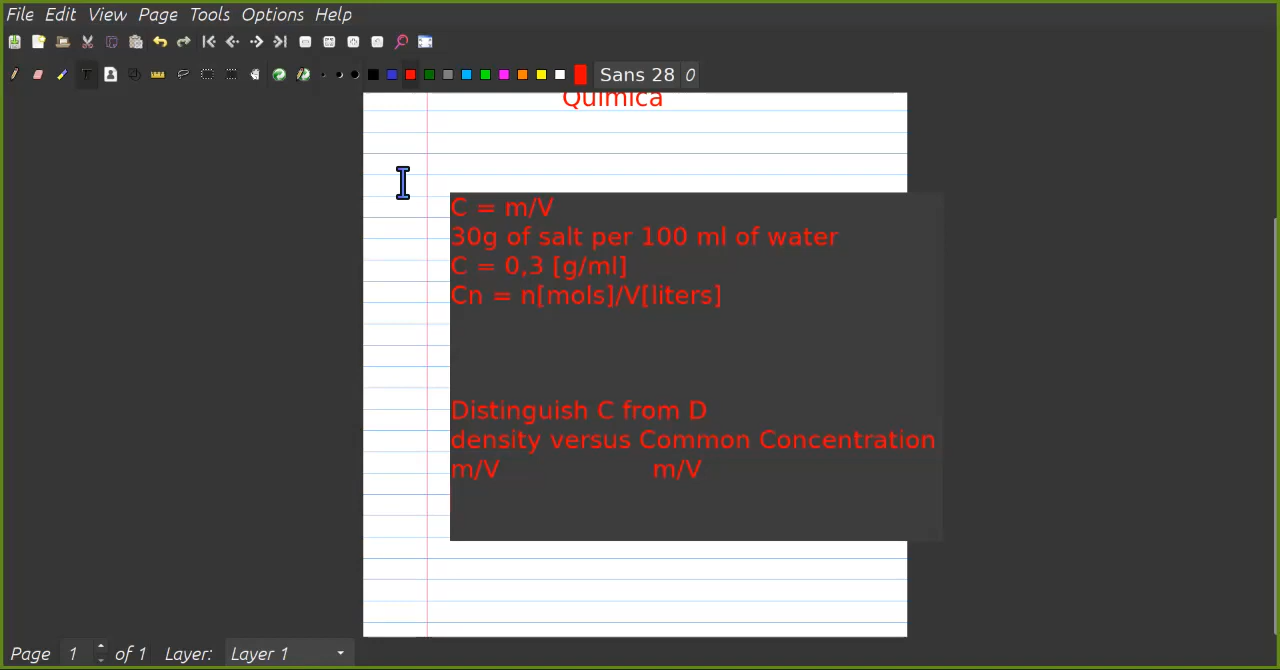 File Edit View Page Tools Options Help
Sans 28 0
Química
C = m/V
30g of salt per 100 ml of water
C = 0,3 [g/ml]
Cn = n[mols]/V[liters]
Distinguish C from D
density versus Common Concentration
m/V m/V
Page 1 of 1 Layer: Layer 1